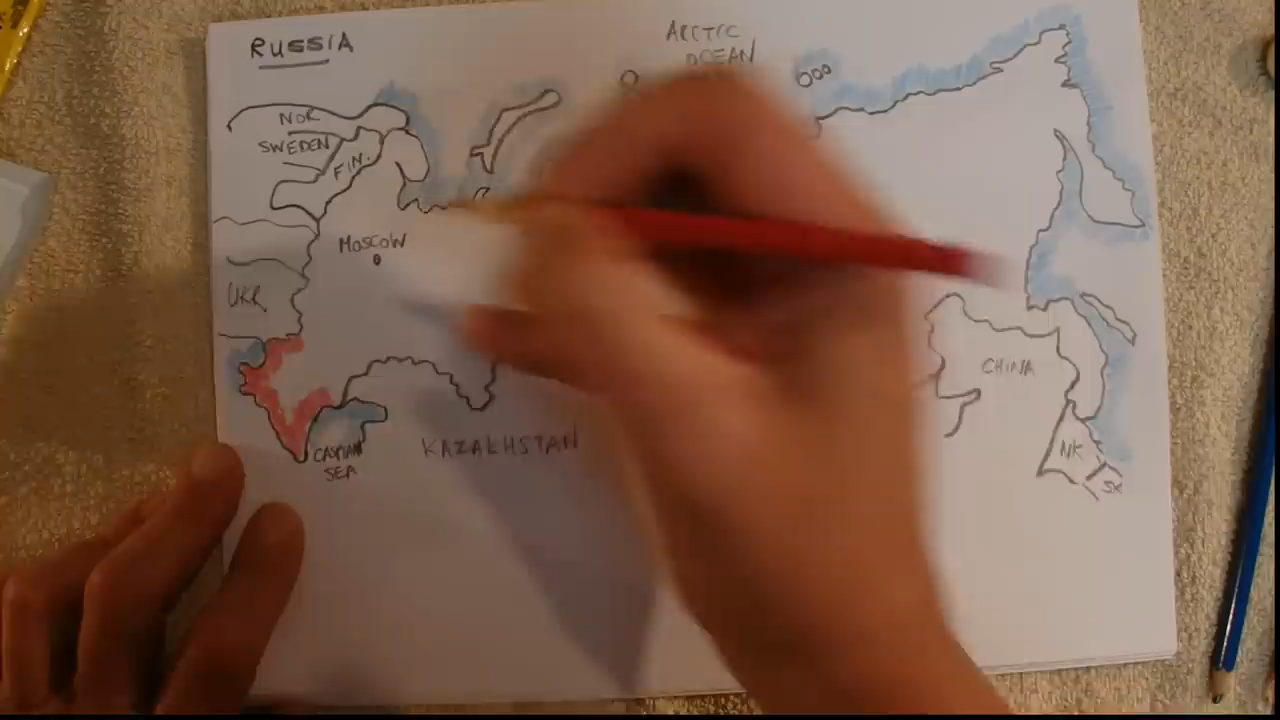 RUSSIA
ARCTIC
OCEAN
NOR
SWEDEN
FIN.
MOSCOW
UKR
CHINA
KAZAKHSTAN
CASPIAN
SEA
NK
SK